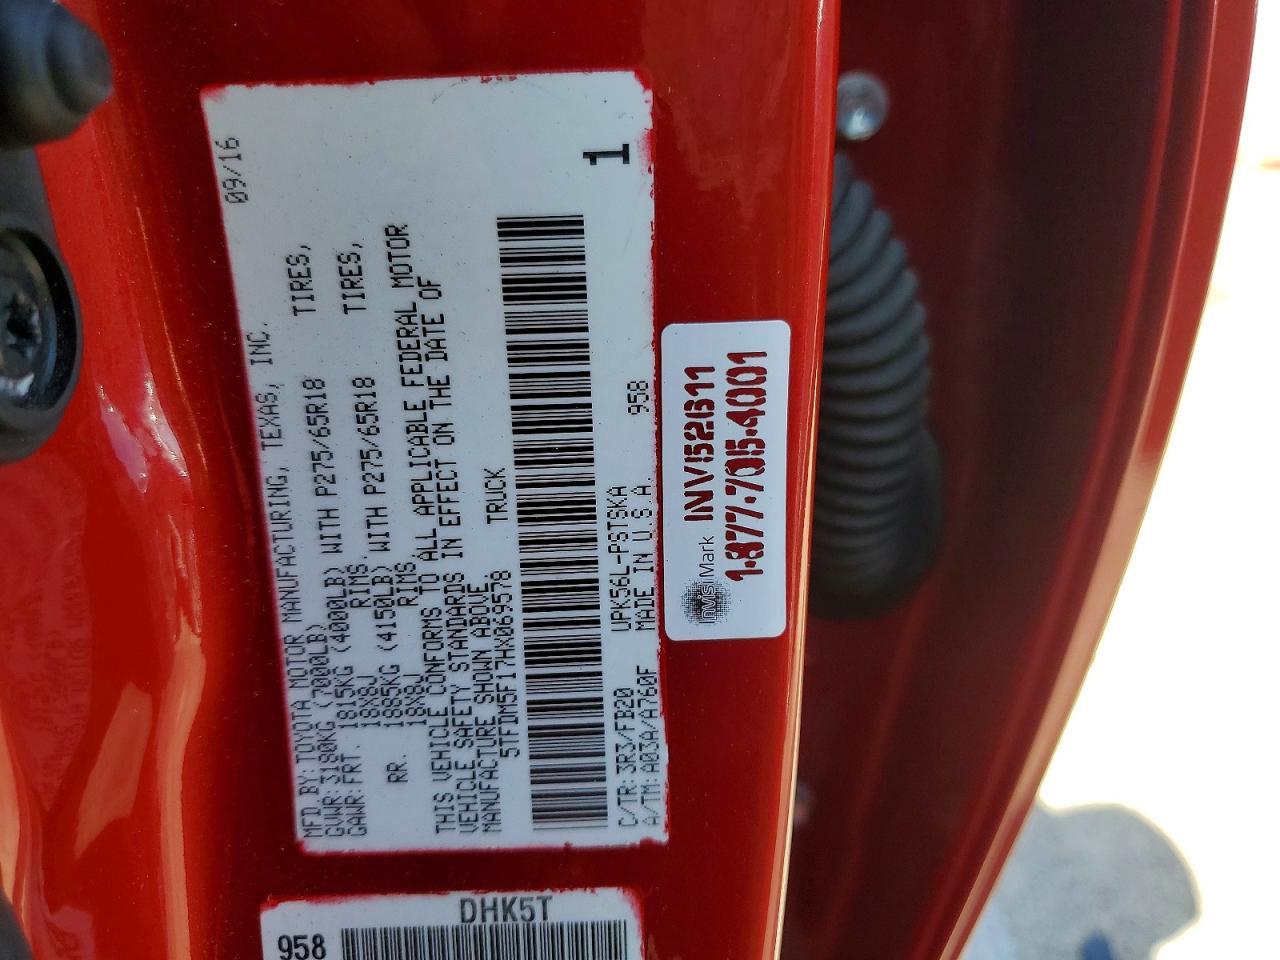 MFD.BY:TOYOTA MOTOR MANUFACTURING, TEXAS, INC. 09/16
GVWR:3180KG (7000LB)
GAWR:FRT. 1815KG (4000LB) WITH P275/65R18 TIRES,
18X8J RIMS,
RR. 1885KG (4150LB) WITH P275/65R18 TIRES,
18X8J RIMS
THIS VEHICLE CONFORMS TO ALL APPLICABLE FEDERAL MOTOR
VEHICLE SAFETY STANDARDS IN EFFECT ON THE DATE OF
MANUFACTURE SHOWN ABOVE.
5TFDM5F17HX069578 TRUCK
1
C/TR:3R3/FB20 UPK56L-PSTSKA 958
A/TM:A03A/A760F MADE IN U.S.A.
InvisiMark INV52611
1-877-705-4001
DHK5T
958